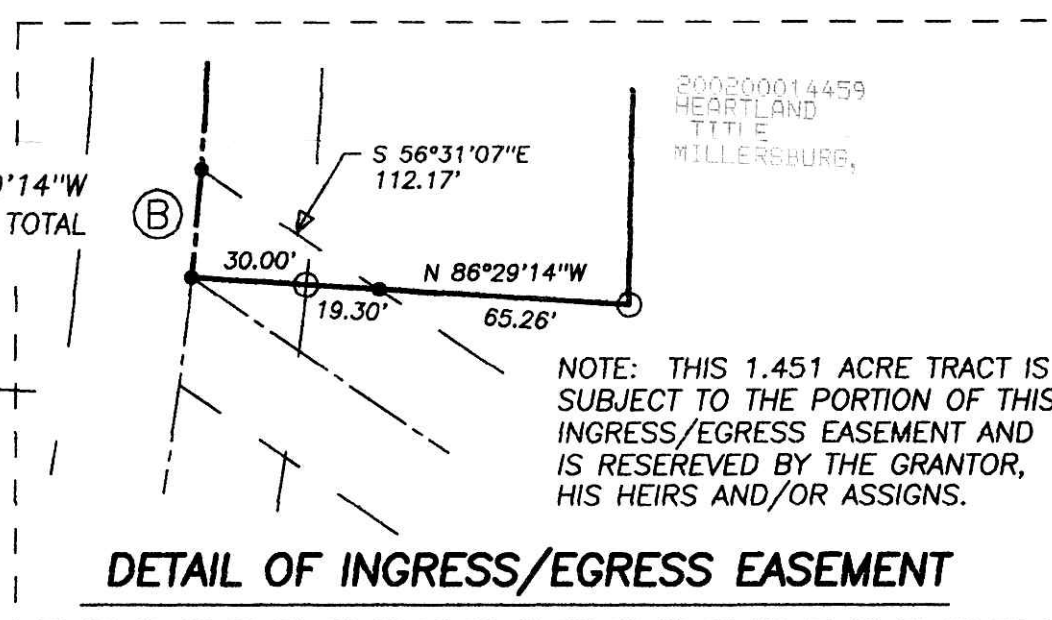 200200014459
HEARTLAND
TITLE
MILLERSBURG,
S 56°31'07"E
112.17'
'14"W
TOTAL
B
30.00'
N 86°29'14"W
19.30'
65.26'
NOTE: THIS 1.451 ACRE TRACT IS
SUBJECT TO THE PORTION OF THIS
INGRESS/EGRESS EASEMENT AND
IS RESEREVED BY THE GRANTOR,
HIS HEIRS AND/OR ASSIGNS.
DETAIL OF INGRESS/EGRESS EASEMENT